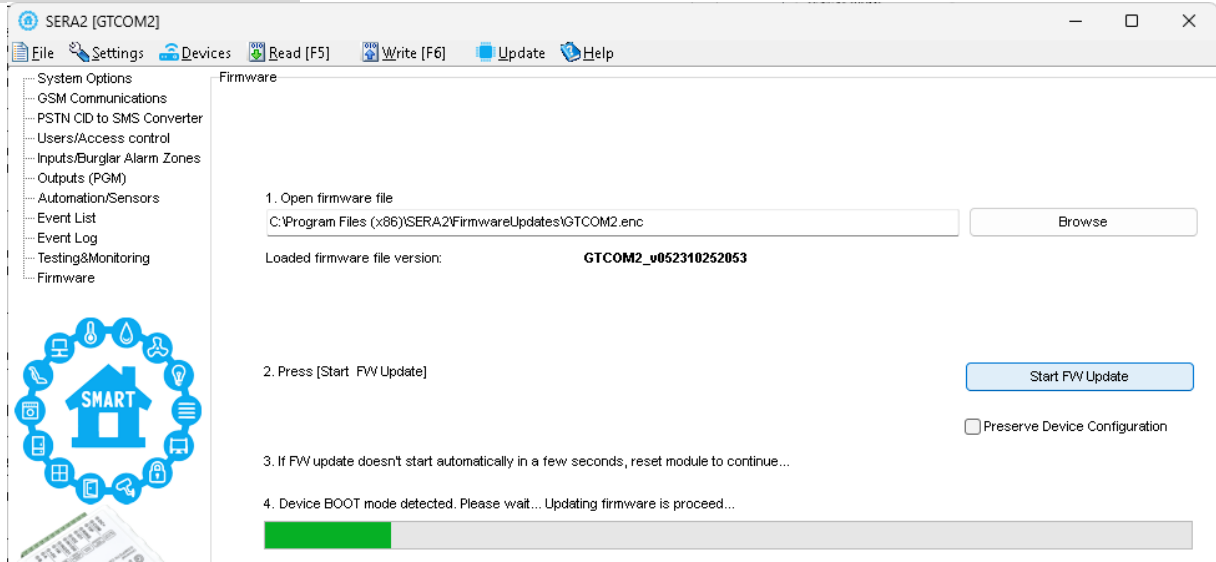 SERA2 [GTCOM2]
File Settings Devices Read [F5] Write [F6] Update Help
System Options
GSM Communications
PSTN CID to SMS Converter
Users/Access control
Inputs/Burglar Alarm Zones
Outputs (PGM)
Automation/Sensors
Event List
Event Log
Testing&Monitoring
Firmware
SMART
Firmware
1. Open firmware file
C:\Program Files (x86)\SERA2\FirmwareUpdates\GTCOM2.enc
Browse
Loaded firmware file version: GTCOM2_v052310252053
2. Press [Start FW Update]
Start FW Update
Preserve Device Configuration
3. If FW update doesn't start automatically in a few seconds, reset module to continue...
4. Device BOOT mode detected. Please wait... Updating firmware is proceed...